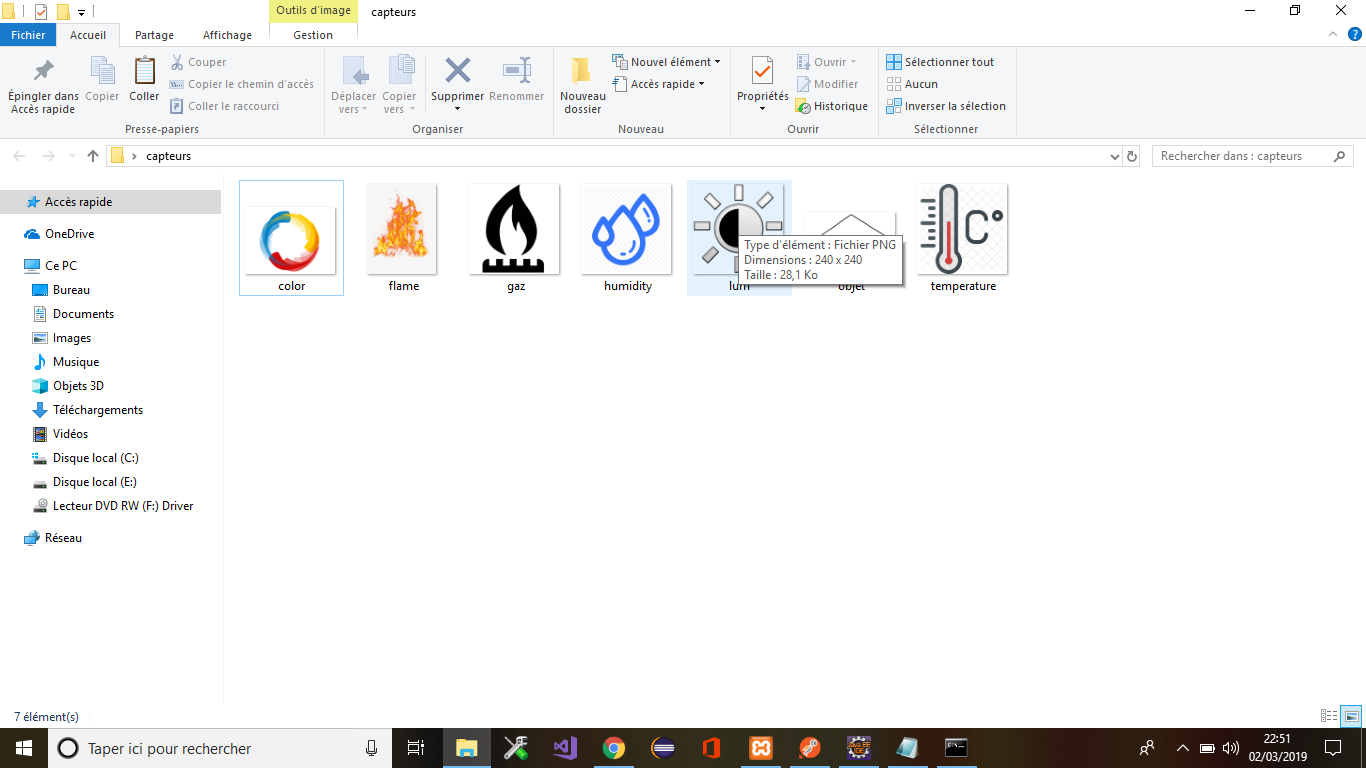 Outils d'image
capteurs
Fichier
Accueil
Partage
Affichage
Gestion
Épingler dans
Accès rapide
Copier
Coller
Couper
Copier le chemin d'accès
Coller le raccourci
Presse-papiers
Déplacer
vers
Copier
vers
Supprimer
Renommer
Organiser
Nouveau
dossier
Nouvel élément
Accès rapide
Nouveau
Propriétés
Ouvrir
Modifier
Historique
Ouvrir
Sélectionner tout
Aucun
Inverser la sélection
Sélectionner
capteurs
Rechercher dans : capteurs
Accès rapide
OneDrive
Ce PC
Bureau
Documents
Images
Musique
Objets 3D
Téléchargements
Vidéos
Disque local (C:)
Disque local (E:)
Lecteur DVD RW (F:) Driver
Réseau
C°
color
flame
gaz
humidity
lum
objet
temperature
Type d'élément : Fichier PNG
Dimensions : 240 x 240
Taille : 28,1 Ko
7 élément(s)
Taper ici pour rechercher
22:51
02/03/2019